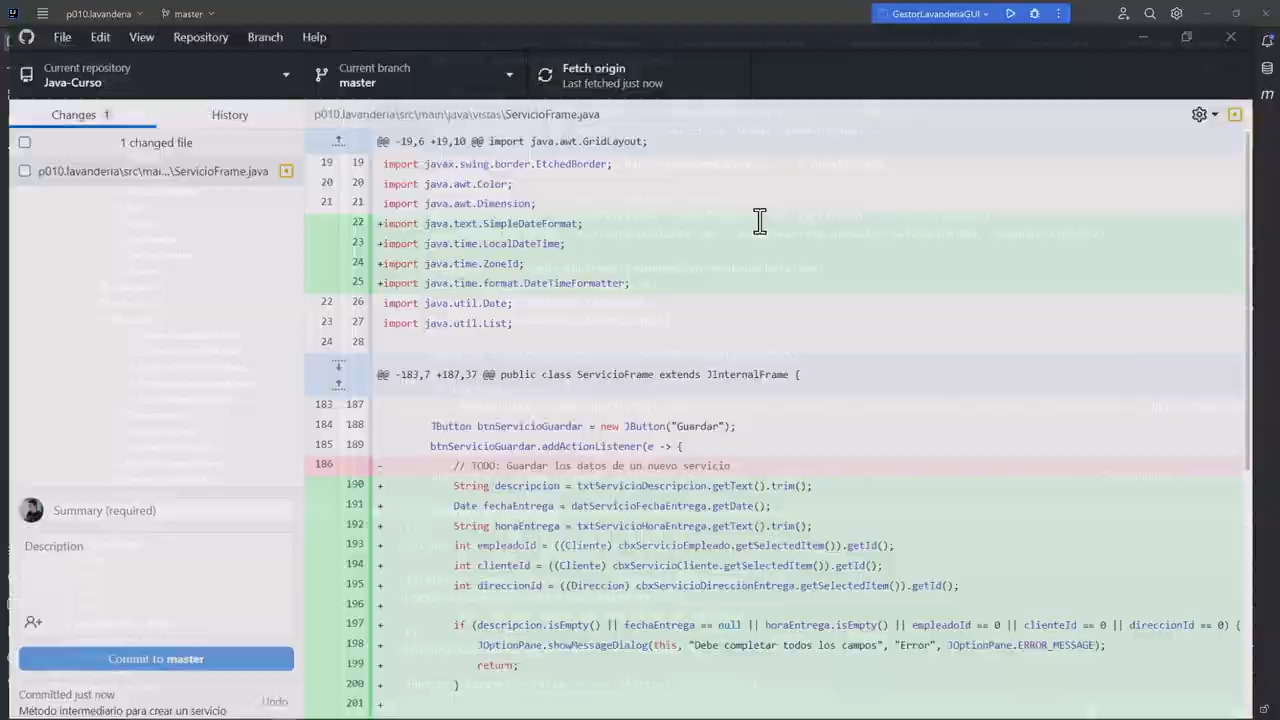 p010.lavanderia
master
GestorLavanderiaGUI
File
Edit
View
Repository
Branch
Help
Current repository
Java-Curso
Current branch
master
Fetch origin
Last fetched just now
Changes 1
History
p010.lavanderia\src\main\java\vistas\ServicioFrame.java
1 changed file
p010.lavanderia\src\mai...\ServicioFrame.java
@@ -19,6 +19,10 @@ import java.awt.GridLayout;
19 19 import javax.swing.border.EtchedBorder;
20 20 import java.awt.Color;
21 21 import java.awt.Dimension;
22 +import java.text.SimpleDateFormat;
23 +import java.time.LocalDateTime;
24 +import java.time.ZoneId;
25 +import java.time.format.DateTimeFormatter;
22 26 import java.util.Date;
23 27 import java.util.List;
24 28
@@ -183,7 +187,37 @@ public class ServicioFrame extends JInternalFrame {
183 187
184 188 JButton btnServicioGuardar = new JButton("Guardar");
185 189 btnServicioGuardar.addActionListener(e -> {
186 - // TODO: Guardar los datos de un nuevo servicio
190 + String descripcion = txtServicioDescripcion.getText().trim();
191 + Date fechaEntrega = datServicioFechaEntrega.getDate();
192 + String horaEntrega = txtServicioHoraEntrega.getText().trim();
193 + int empleadoId = ((Cliente) cbxServicioEmpleado.getSelectedItem()).getId();
194 + int clienteId = ((Cliente) cbxServicioCliente.getSelectedItem()).getId();
195 + int direccionId = ((Direccion) cbxServicioDireccionEntrega.getSelectedItem()).getId();
196 +
197 + if (descripcion.isEmpty() || fechaEntrega == null || horaEntrega.isEmpty() || empleadoId == 0 || clienteId == 0 || direccionId == 0) {
198 + JOptionPane.showMessageDialog(this, "Debe completar todos los campos", "Error", JOptionPane.ERROR_MESSAGE);
199 + return;
200 + }
201 +
Summary (required)
Description
Commit to master
Committed just now
Método intermediario para crear un servicio
Undo